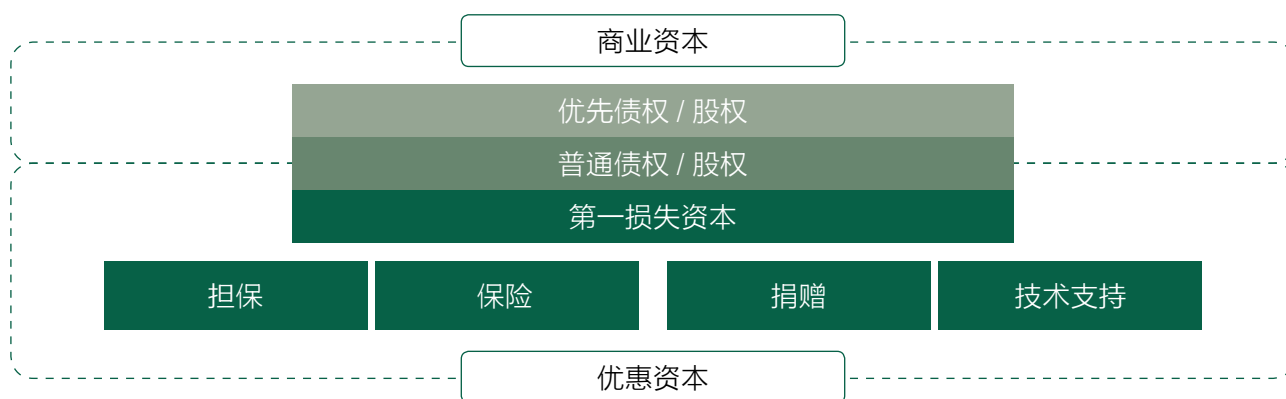 商业资本
优先债权 / 股权
普通债权 / 股权
第一损失资本
担保
保险
捐赠
技术支持
优惠资本